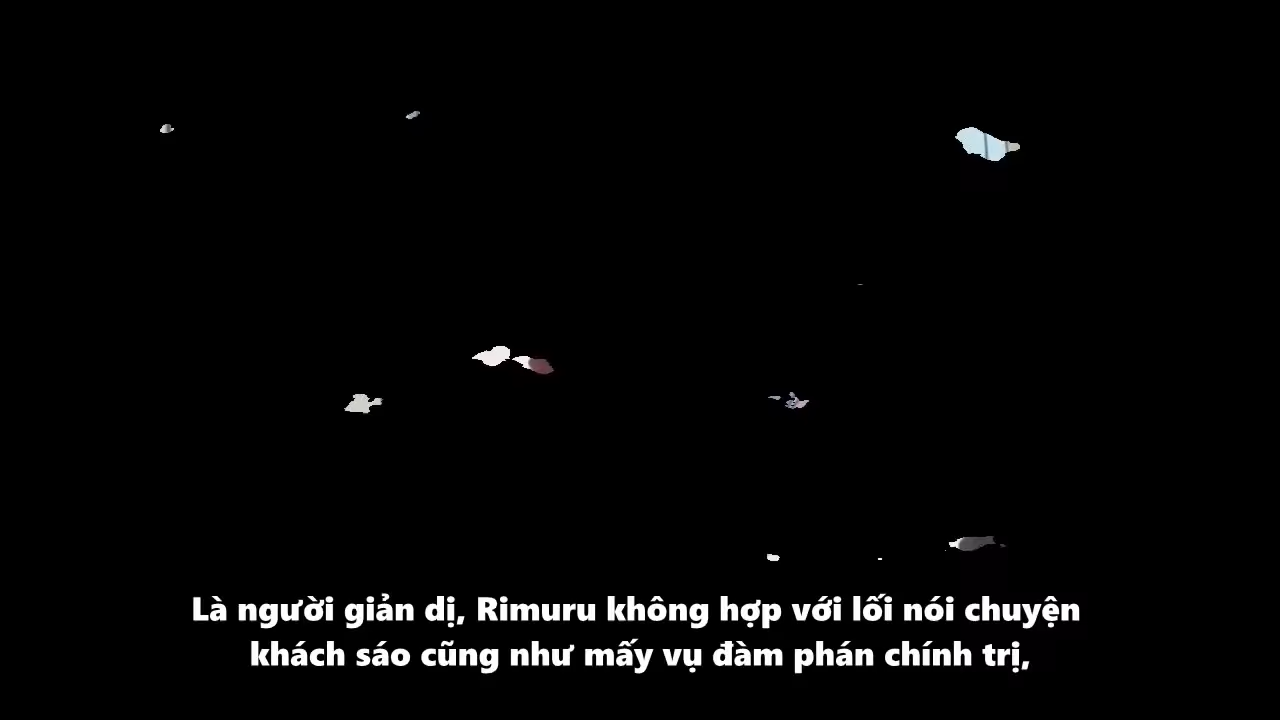 Là người giản dị, Rimuru không hợp với lối nói chuyện
khách sáo cũng như mấy vụ đàm phán chính trị,